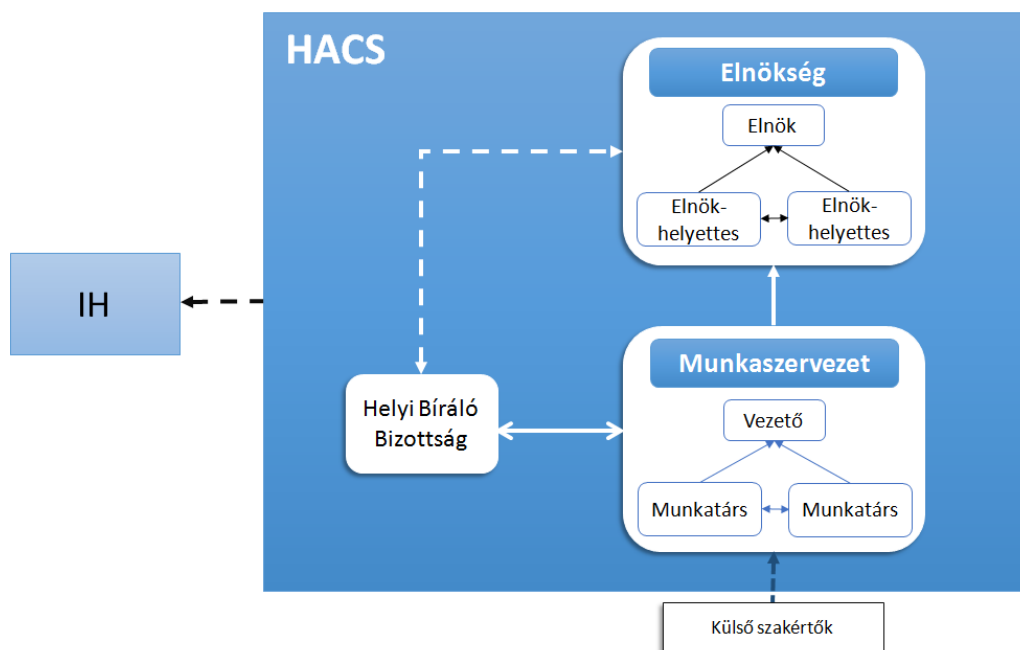 HACS
Elnökség
Elnök
Elnök-
helyettes
Elnök-
helyettes
IH
Helyi Bíráló
Bizottság
Munkaszervezet
Vezető
Munkatárs
Munkatárs
Külső szakértők